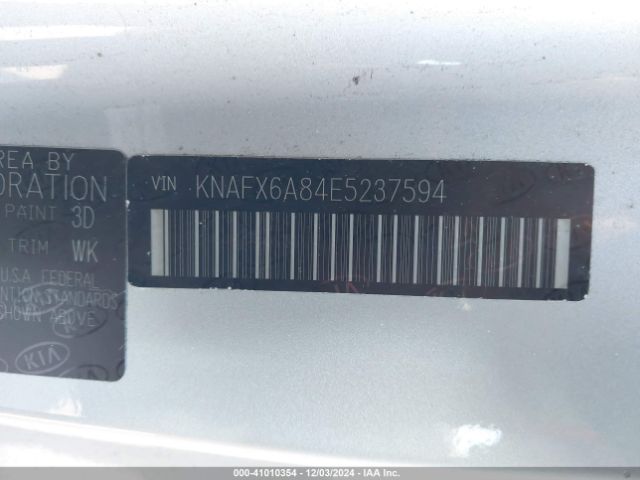 REA BY
ORATION
PAINT 3D
TRIM WK
U.S.A. FEDERAL
NTION STANDARDS
SHOWN ABOVE
KIA
VIN KNAFX6A84E5237594
000-41010354 - 12/03/2024 - IAA Inc.